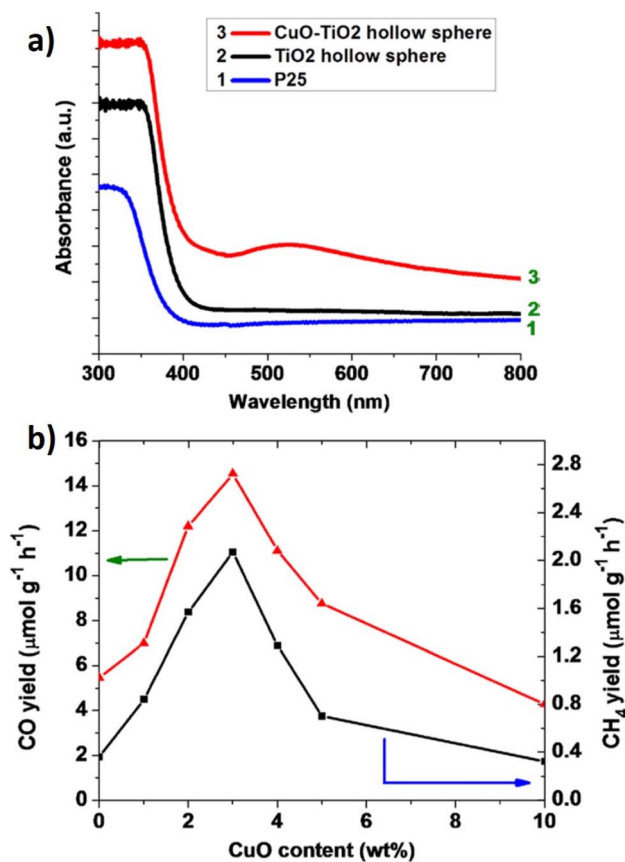 a)
3 CuO-TiO2 hollow sphere
2 TiO2 hollow sphere
1 P25
Absorbance (a.u.)
3
2
1
300 400 500 600 700 800
Wavelength (nm)
b)
16
14
12
10
8
6
4
2
0
CO yield (μmol g⁻¹ h⁻¹)
2.8
2.4
2.0
1.6
1.2
0.8
0.4
0.0
CH₄ yield (μmol g⁻¹ h⁻¹)
0 2 4 6 8 10
CuO content (wt%)